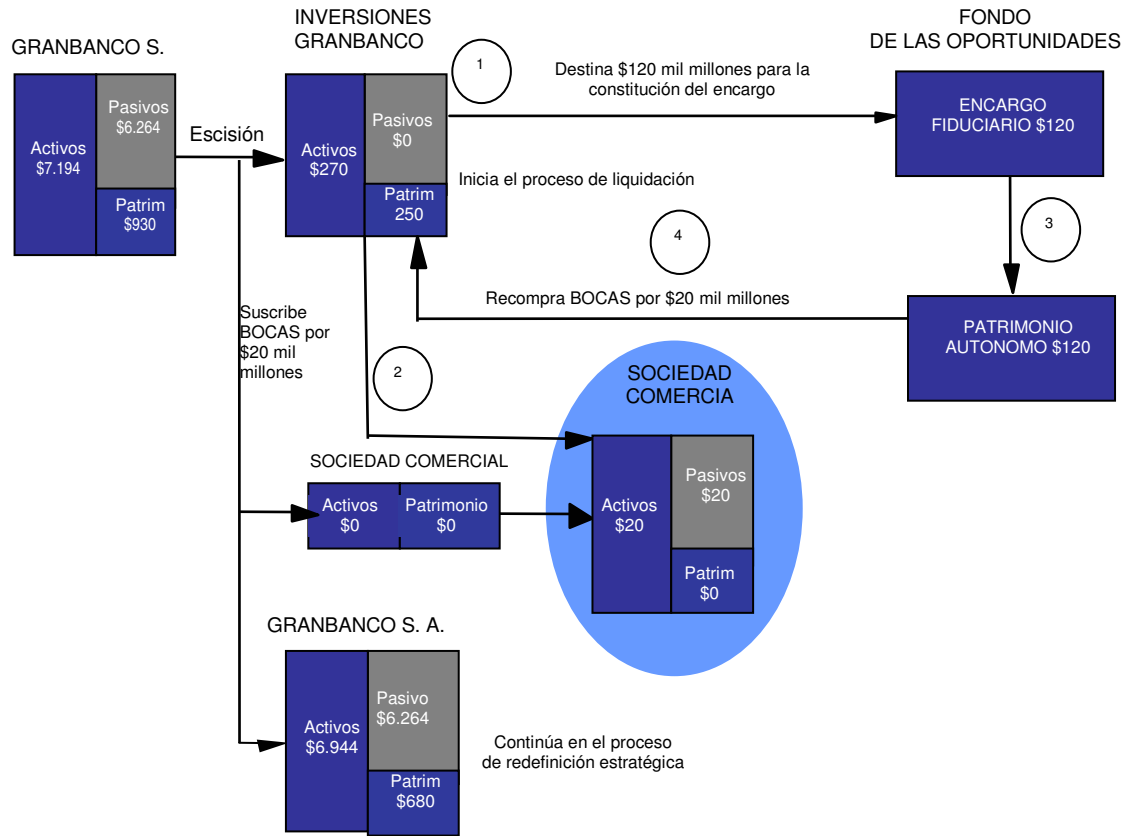 INVERSIONES
GRANBANCO
FONDO
DE LAS OPORTUNIDADES
GRANBANCO S.
1
Destina $120 mil millones para la
constitución del encargo
Activos
$7.194
Pasivos
$6.264
Patrim
$930
Escisión
Activos
$270
Pasivos
$0
Patrim
250
ENCARGO
FIDUCIARIO $120
Inicia el proceso de liquidación
4
3
Recompra BOCAS por $20 mil millones
PATRIMONIO
AUTONOMO $120
Suscribe
BOCAS por
$20 mil
millones
2
SOCIEDAD
COMERCIA
SOCIEDAD COMERCIAL
Activos
$0
Patrimonio
$0
Activos
$20
Pasivos
$20
Patrim
$0
GRANBANCO S. A.
Activos
$6.944
Pasivo
$6.264
Patrim
$680
Continúa en el proceso
de redefinición estratégica